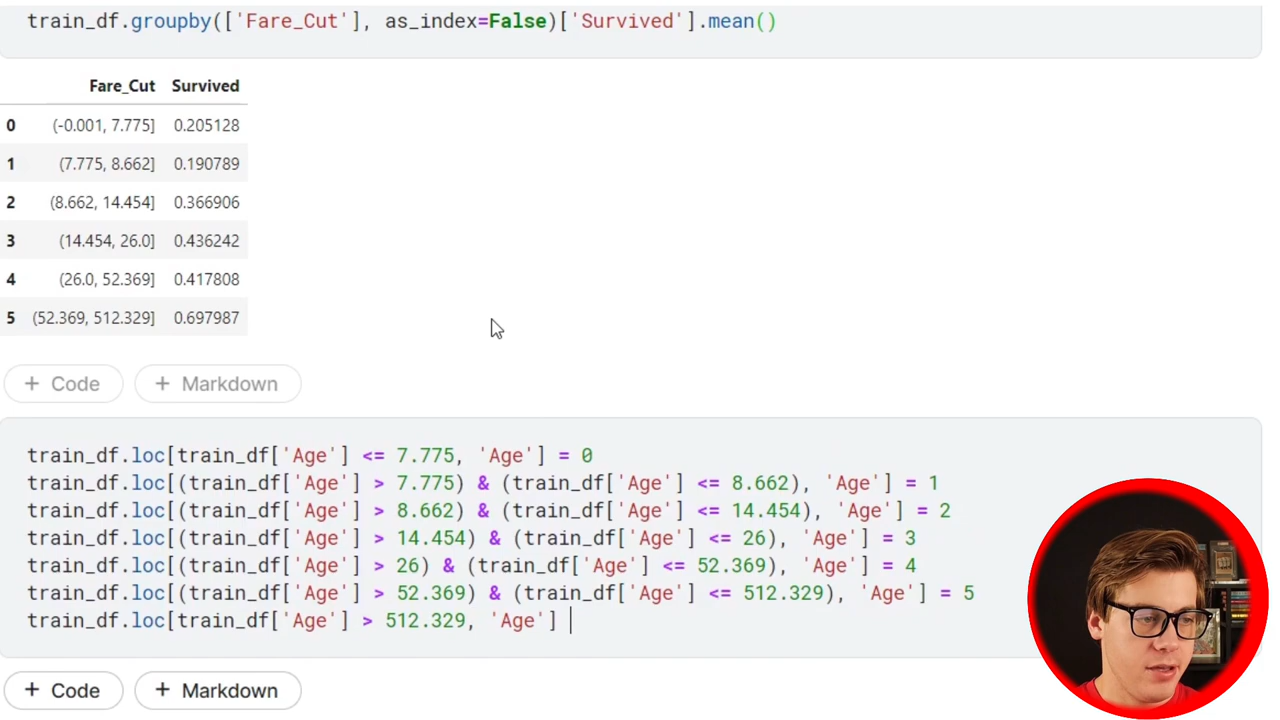 train_df.groupby(['Fare_Cut'], as_index=False)['Survived'].mean()
Fare_Cut Survived
0 (-0.001, 7.775] 0.205128
1 (7.775, 8.662] 0.190789
2 (8.662, 14.454] 0.366906
3 (14.454, 26.0] 0.436242
4 (26.0, 52.369] 0.417808
5 (52.369, 512.329] 0.697987
+ Code + Markdown
train_df.loc[train_df['Age'] <= 7.775, 'Age'] = 0
train_df.loc[(train_df['Age'] > 7.775) & (train_df['Age'] <= 8.662), 'Age'] = 1
train_df.loc[(train_df['Age'] > 8.662) & (train_df['Age'] <= 14.454), 'Age'] = 2
train_df.loc[(train_df['Age'] > 14.454) & (train_df['Age'] <= 26), 'Age'] = 3
train_df.loc[(train_df['Age'] > 26) & (train_df['Age'] <= 52.369), 'Age'] = 4
train_df.loc[(train_df['Age'] > 52.369) & (train_df['Age'] <= 512.329), 'Age'] = 5
train_df.loc[train_df['Age'] > 512.329, 'Age']
+ Code + Markdown